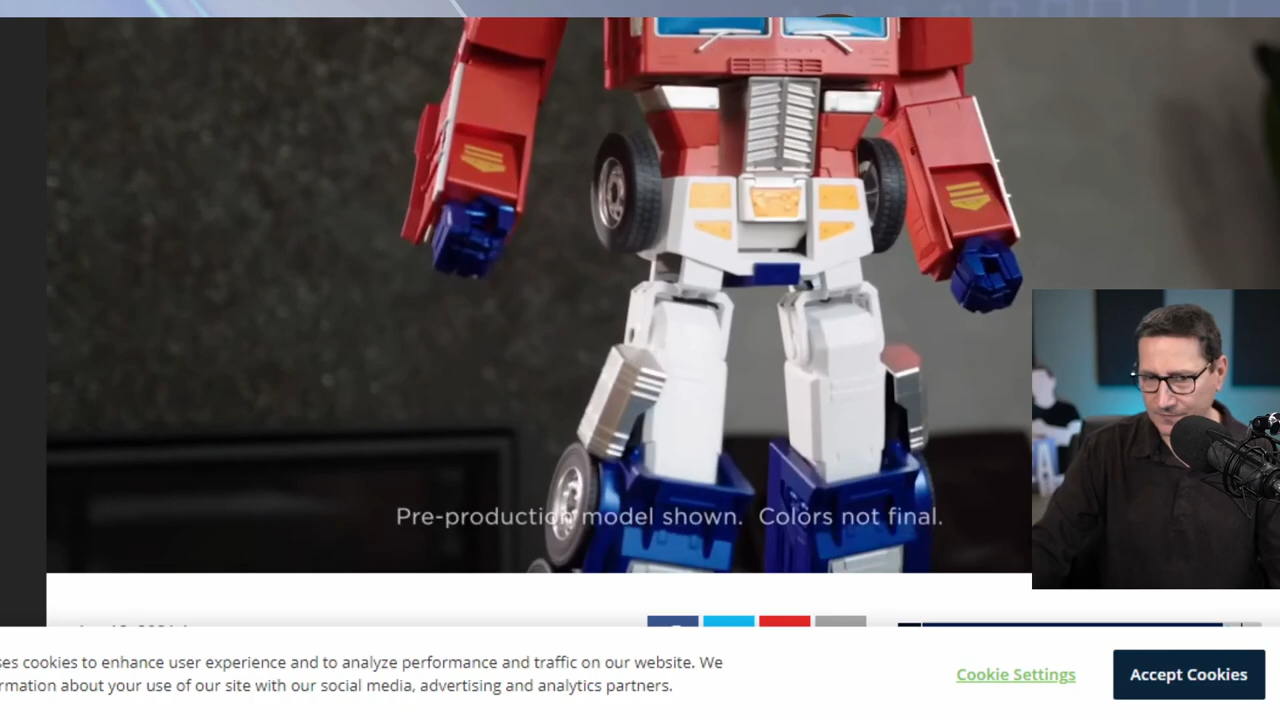 Pre-production model shown. Colors not final.
ses cookies to enhance user experience and to analyze performance and traffic on our website. We
rmation about your use of our site with our social media, advertising and analytics partners.
Cookie Settings
Accept Cookies